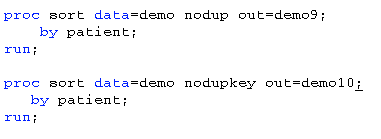 proc sort data=demo nodup out=demo9;
by patient;
run;
proc sort data=demo nodupkey out=demo10;
by patient;
run;